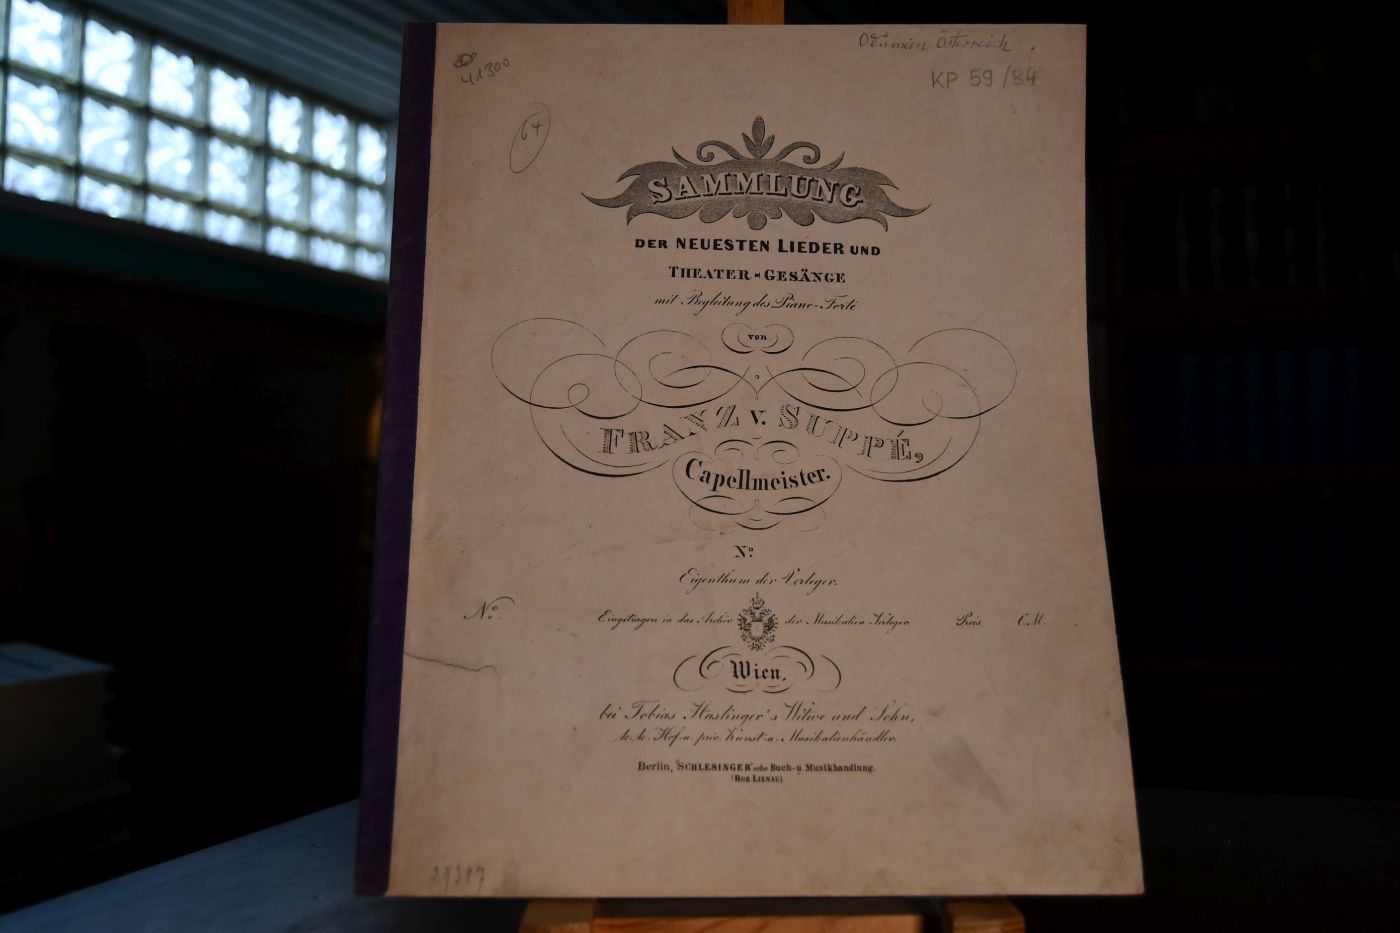 41300
Österreich
KP 59/84
64
SAMMLUNG
DER NEUESTEN LIEDER UND
THEATER-GESÄNGE
mit Begleitung des Piano-Forte
von
FRANZ V. SUPPÉ,
Capellmeister.
No.
Eigenthum der Verleger.
No. Eingetragen in das Archiv der Musikalien-Verleger. Preis C.M.
Wien,
bei Tobias Haslinger's Witwe und Sohn,
k. k. Hof-u. priv. Kunst-u. Musikalienhändler.
Berlin, SCHLESINGER'sche Buch-u. Musikhandlung.
(ROB. LIENAU)